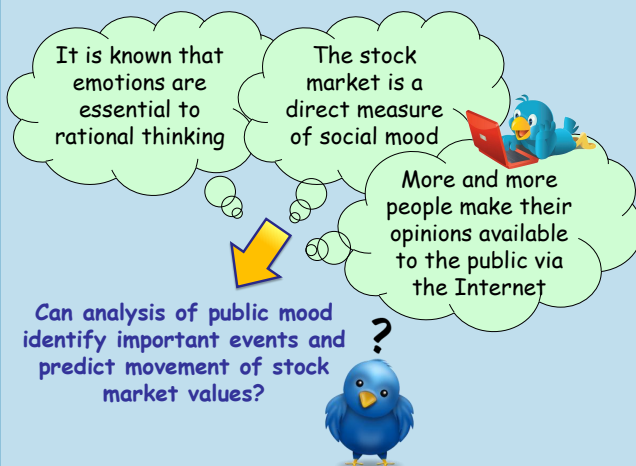 It is known that
emotions are
essential to
rational thinking
The stock
market is a
direct measure
of social mood
More and more
people make their
opinions available
to the public via
the Internet
Can analysis of public mood
identify important events and
predict movement of stock
market values?
?